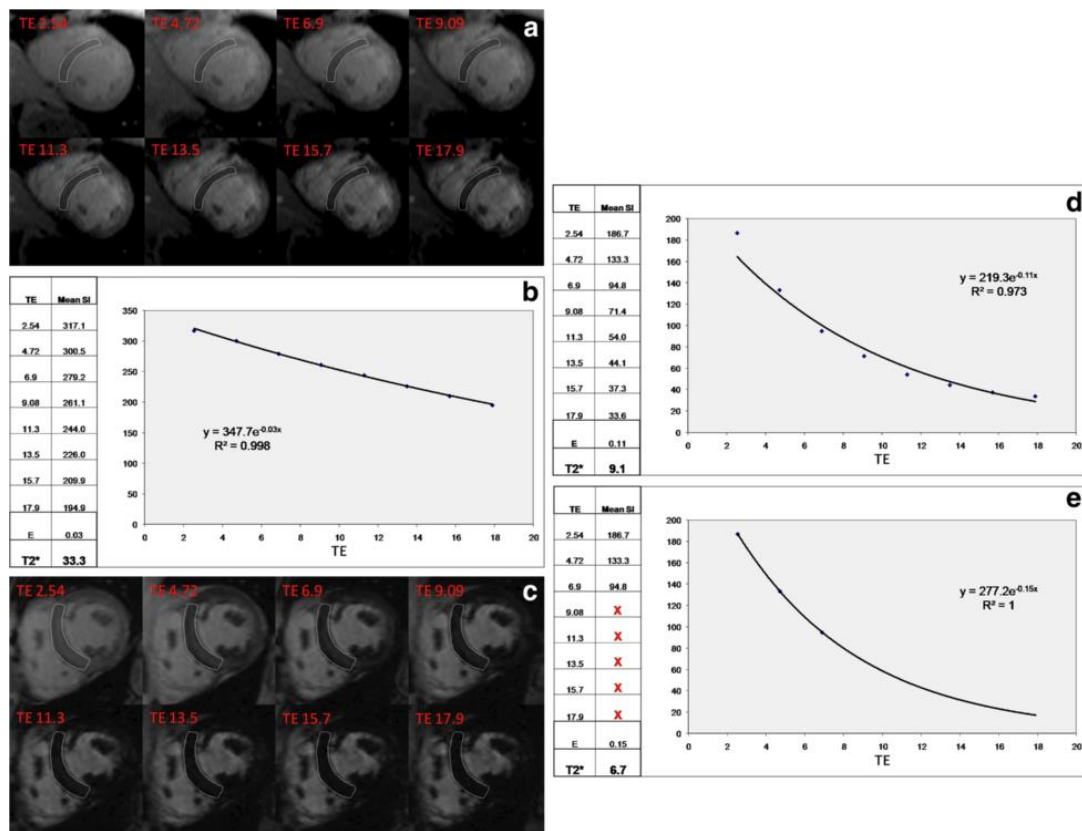 a
TE 2.54 TE 4.72 TE 6.9 TE 9.09
TE 11.3 TE 13.5 TE 15.7 TE 17.9
b
TE Mean SI
2.54 317.1
4.72 300.5
6.9 279.2
9.08 261.1
11.3 244.0
13.5 226.0
15.7 209.9
17.9 194.9
E 0.03
T2* 33.3
350
300
250
200
150
100
50
0
y = 347.7e-0.03x
R² = 0.998
0 2 4 6 8 10 12 14 16 18 20
TE
c
TE 2.54 TE 4.72 TE 6.9 TE 9.09
TE 11.3 TE 13.5 TE 15.7 TE 17.9
d
TE Mean SI
2.54 186.7
4.72 133.3
6.9 94.8
9.08 71.4
11.3 54.0
13.5 44.1
15.7 37.3
17.9 33.6
E 0.11
T2* 9.1
200
180
160
140
120
100
80
60
40
20
0
y = 219.3e-0.11x
R² = 0.973
0 2 4 6 8 10 12 14 16 18 20
TE
e
TE Mean SI
2.54 186.7
4.72 133.3
6.9 94.8
9.08 X
11.3 X
13.5 X
15.7 X
17.9 X
E 0.15
T2* 6.7
200
180
160
140
120
100
80
60
40
20
0
y = 277.2e-0.15x
R² = 1
0 2 4 6 8 10 12 14 16 18 20
TE